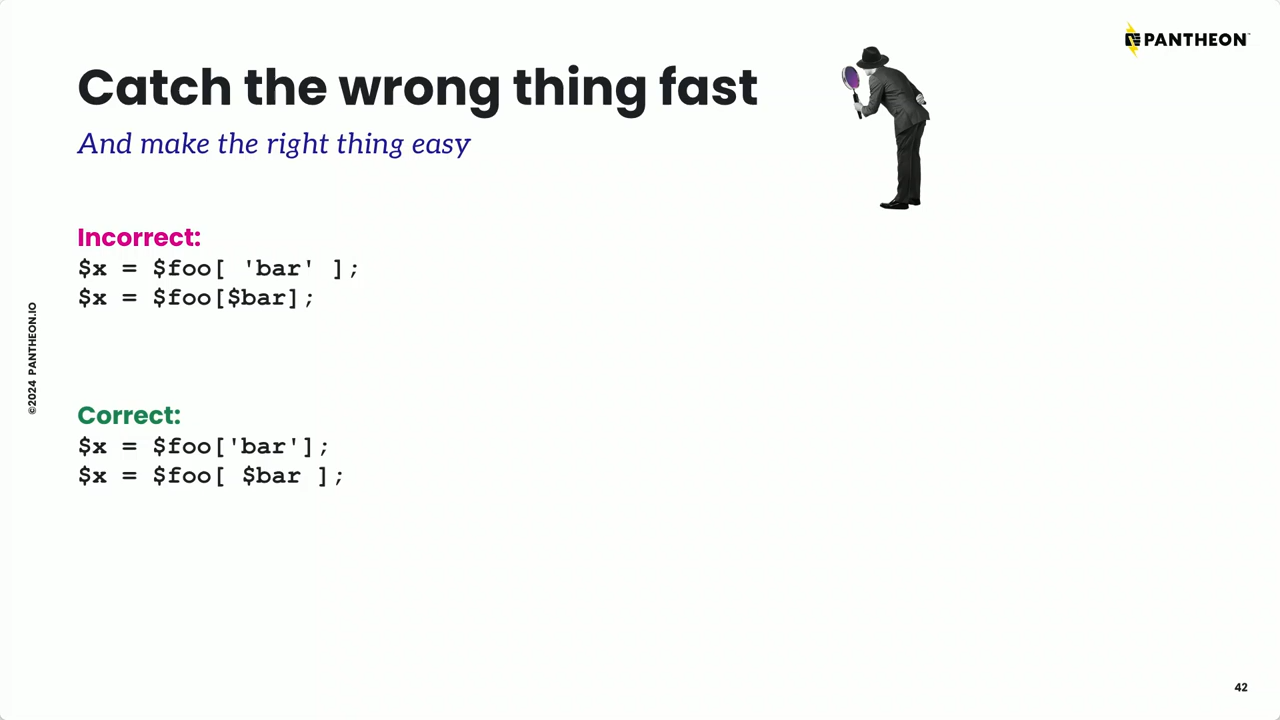 PANTHEON
Catch the wrong thing fast
And make the right thing easy
Incorrect:
$x = $foo[ 'bar' ];
$x = $foo[$bar];
©2024 PANTHEON.IO
Correct:
$x = $foo['bar'];
$x = $foo[ $bar ];
42